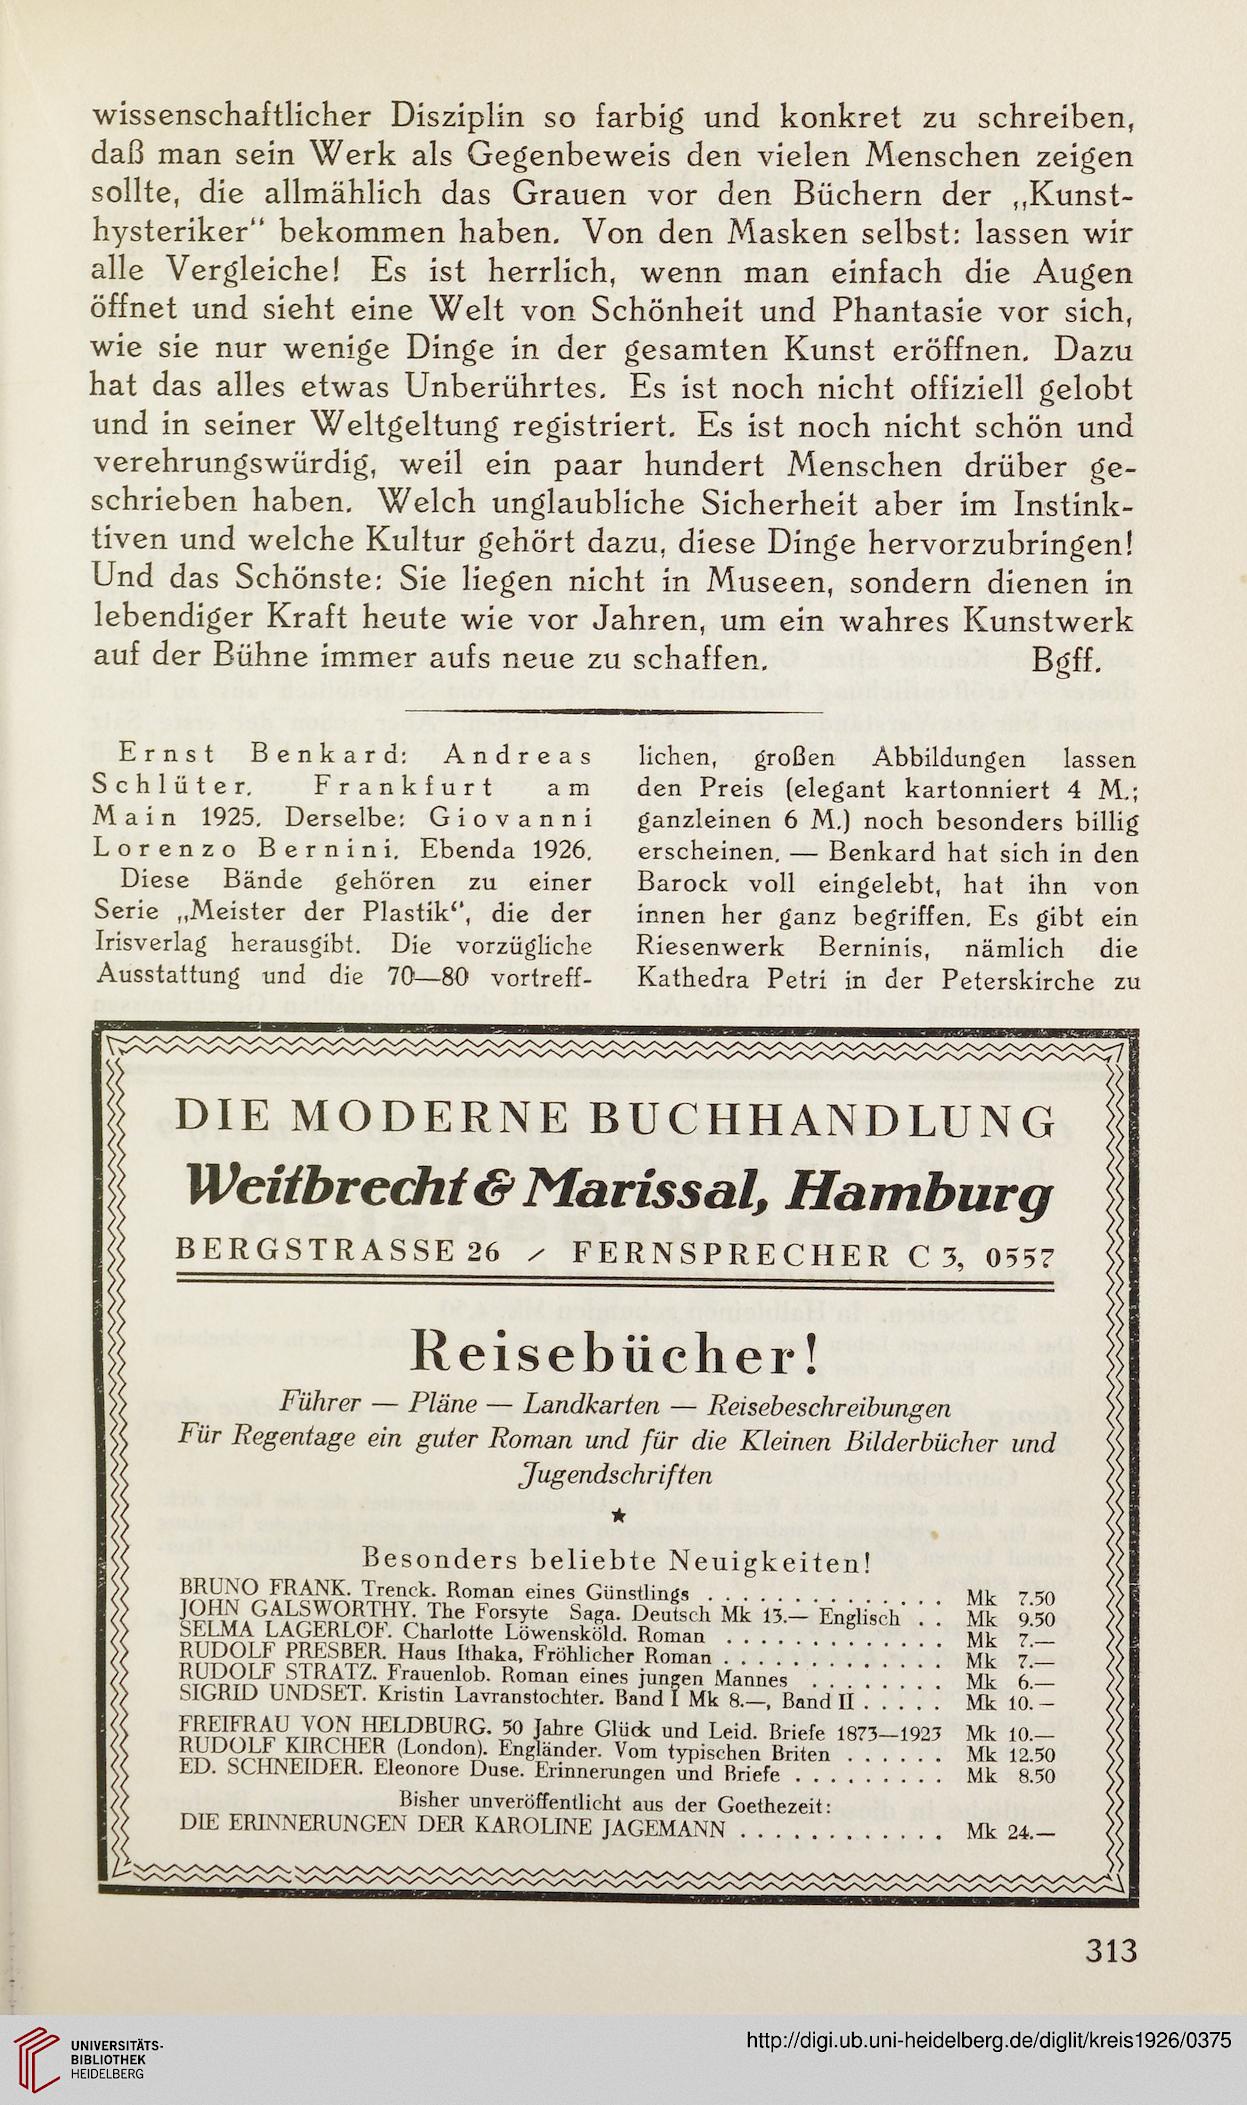 wissenschaftlicher Disziplin so farbig und konkret zu schreiben,
daß man sein Werk als Gegenbeweis den vielen Menschen zeigen
sollte, die allmählich das Grauen vor den Büchern der „Kunst-
hysteriker“ bekommen haben. Von den Masken selbst: lassen wir
alle Vergleiche! Es ist herrlich, wenn man einfach die Augen
öffnet und sieht eine Welt von Schönheit und Phantasie vor sich,
wie sie nur wenige Dinge in der gesamten Kunst eröffnen. Dazu
hat das alles etwas Unberührtes. Es ist noch nicht offiziell gelobt
und in seiner Weltgeltung registriert. Es ist noch nicht schön und
verehrungswürdig, weil ein paar hundert Menschen drüber ge-
schrieben haben. Welch unglaubliche Sicherheit aber im Instink-
tiven und welche Kultur gehört dazu, diese Dinge hervorzubringen!
Und das Schönste: Sie liegen nicht in Museen, sondern dienen in
lebendiger Kraft heute wie vor Jahren, um ein wahres Kunstwerk
auf der Bühne immer aufs neue zu schaffen. Bgff.
Ernst Benkard: Andreas
Schlüter. Frankfurt am
Main 1925. Derselbe: Giovanni
Lorenzo Bernini. Ebenda 1926.
Diese Bände gehören zu einer
Serie „Meister der Plastik“, die der
Irisverlag herausgibt. Die vorzügliche
Ausstattung und die 70—80 vortreff-
lichen, großen Abbildungen lassen
den Preis (elegant kartonniert 4 M.;
ganzleinen 6 M.) noch besonders billig
erscheinen. — Benkard hat sich in den
Barock voll eingelebt, hat ihn von
innen her ganz begriffen. Es gibt ein
Riesenwerk Berninis, nämlich die
Kathedra Petri in der Peterskirche zu
DIE MODERNE BUCHHANDLUNG
Weitbrecht & Marissal, Hamburg
BERGSTRASSE 26 / FERNSPRECHER C 3, 0557
Reisebücher!
Führer — Pläne — Landkarten — Reisebeschreibungen
Für Regentage ein guter Roman und für die Kleinen Bilderbücher und
Jugendschriften
★
Besonders beliebte Neuigkeiten!
BRUNO FRANK. Trenck. Roman eines Günstlings . . . . . . . . . . . . . . Mk 7.50
JOHN GALSWORTHY. The Forsyte Saga. Deutsch Mk 13.— Englisch . . Mk 9.50
SELMA LAGERLÖF. Charlotte Löwensköld. Roman . . . . . . . . . . . . . Mk 7.—
RUDOLF PRESBER. Haus Ithaka, Fröhlicher Roman . . . . . . . . . . . . . Mk 7.—
RUDOLF STRATZ. Frauenlob. Roman eines jungen Mannes . . . . . . . . Mk 6.—
SIGRID UNDSET. Kristin Lavranstochter. Band I Mk 8.—, Band II . . . . . Mk 10.—
FREIFRAU VON HELDBURG. 50 Jahre Glück und Leid. Briefe 1873—1923 Mk 10.—
RUDOLF KIRCHER (London). Engländer. Vom typischen Briten . . . . . . Mk 12.50
ED. SCHNEIDER. Eleonore Duse. Erinnerungen und Briefe . . . . . . . . . Mk 8.50
Bisher unveröffentlicht aus der Goethezeit:
DIE ERINNERUNGEN DER KAROLINE JAGEMANN . . . . . . . . . . . . Mk 24.—
313
UNIVERSITÄTS-
BIBLIOTHEK
HEIDELBERG
http://digi.ub.uni-heidelberg.de/diglit/kreis1926/0375